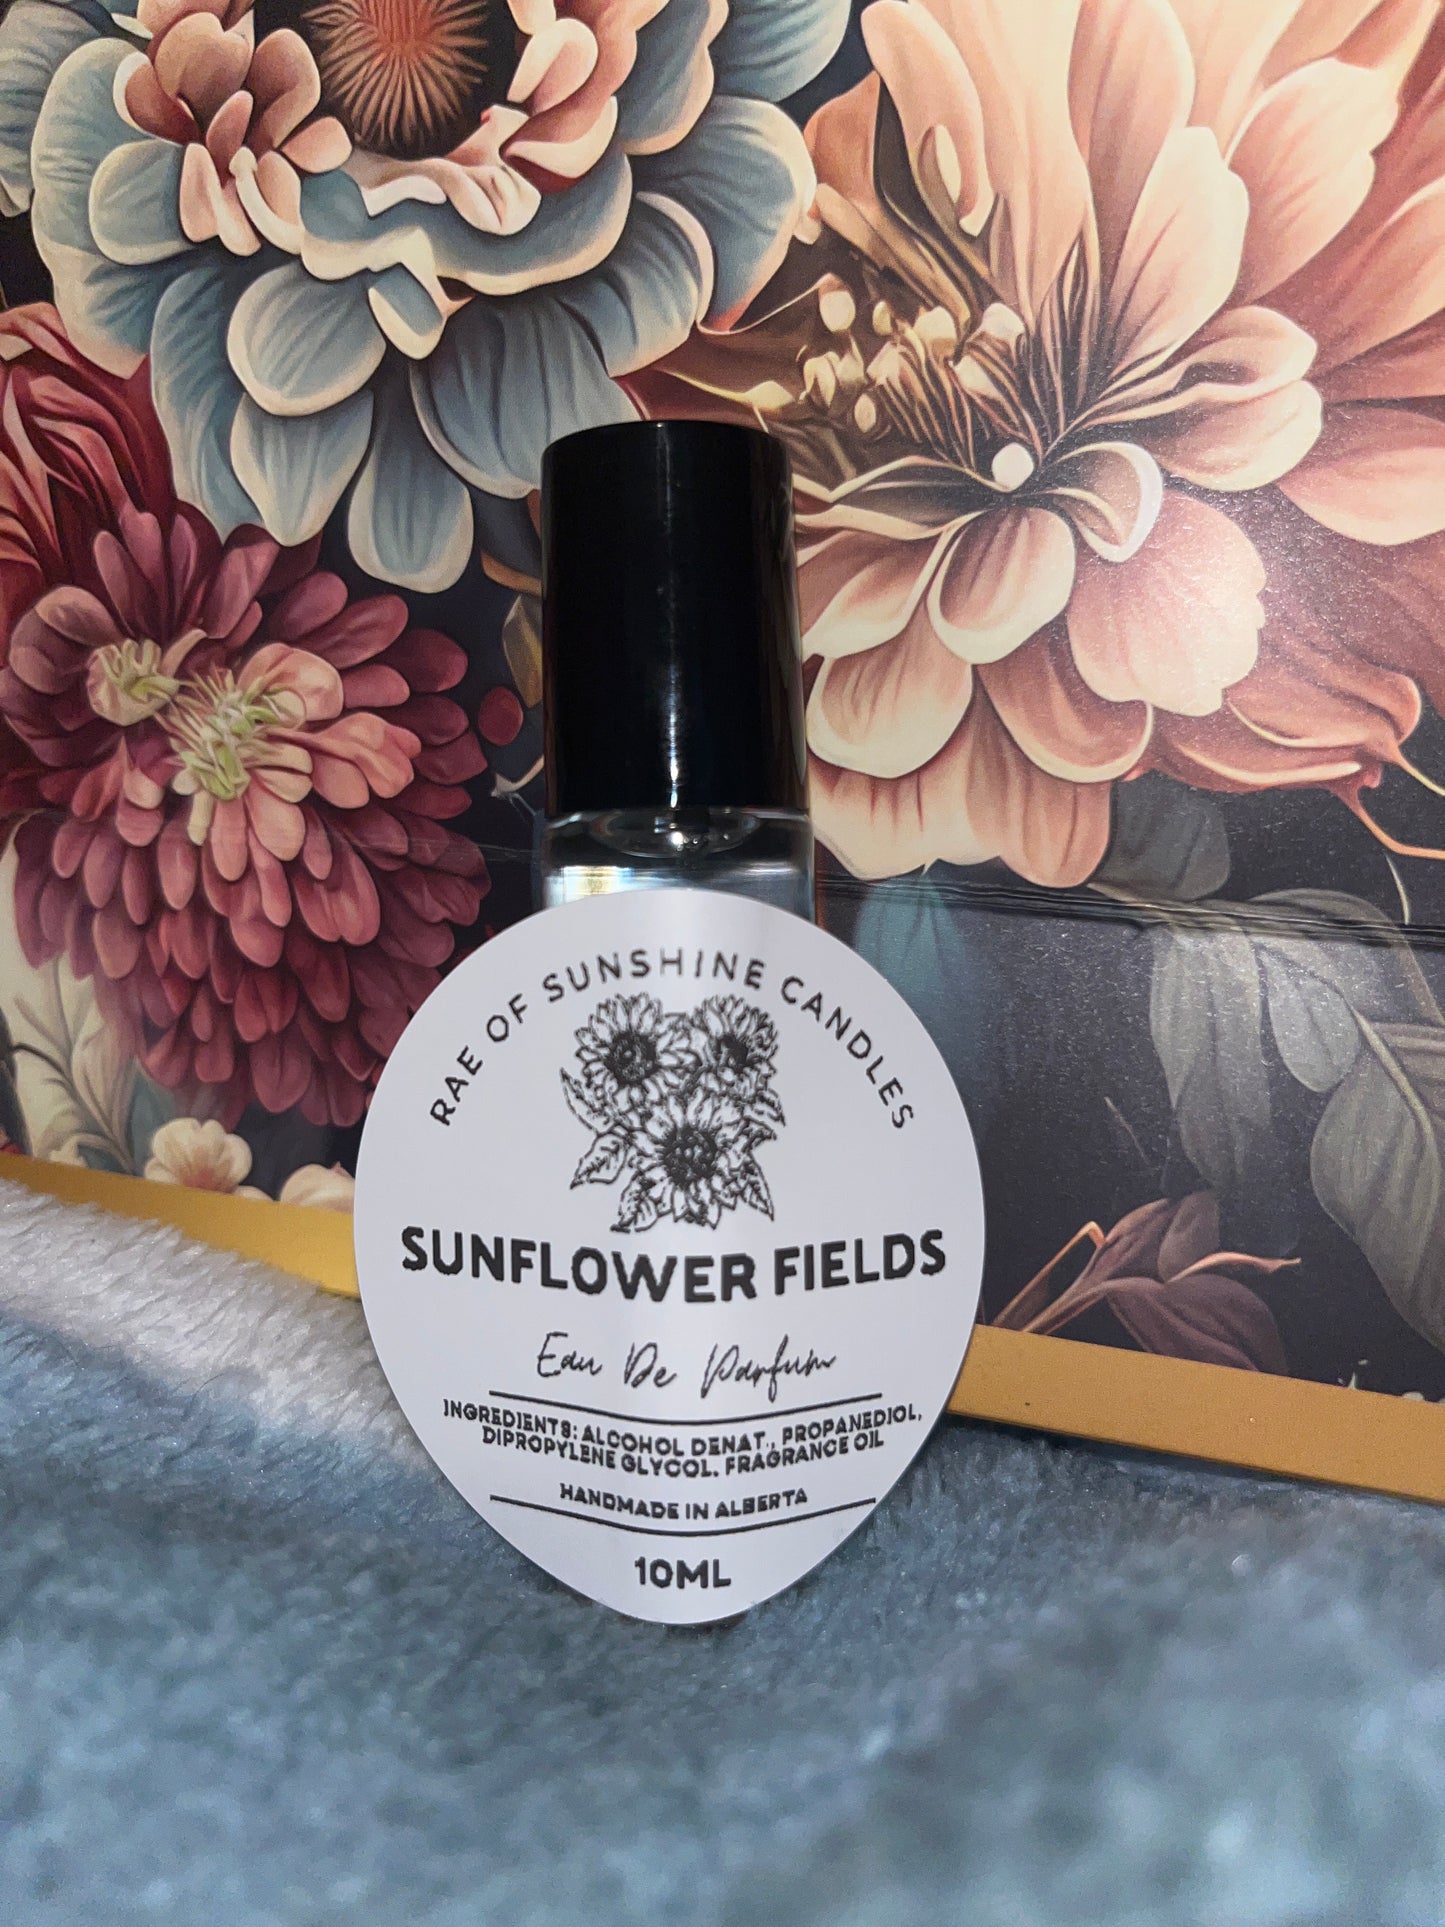 RAE OF SUNSHINE CANDLES
SUNFLOWER FIELDS
Eau De Parfum
INGREDIENTS: ALCOHOL DENAT., PROPANEDIOL,
DIPROPYLENE GLYCOL, FRAGRANCE OIL
HANDMADE IN ALBERTA
10ML